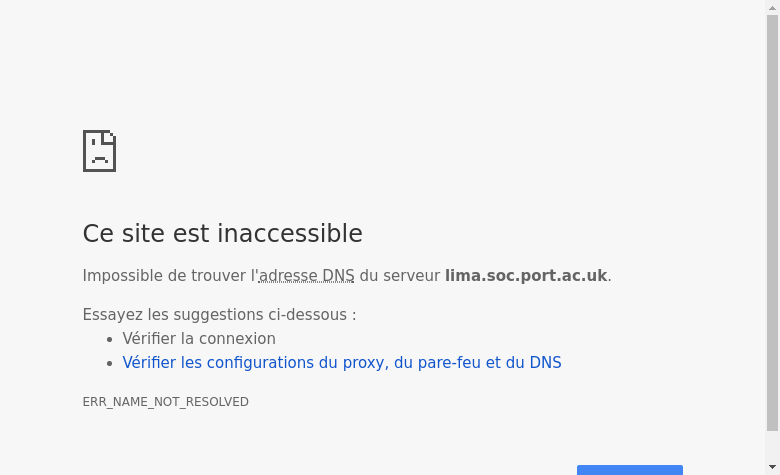 Ce site est inaccessible
Impossible de trouver l'adresse DNS du serveur lima.soc.port.ac.uk.
Essayez les suggestions ci-dessous :
Vérifier la connexion
Vérifier les configurations du proxy, du pare-feu et du DNS
ERR_NAME_NOT_RESOLVED